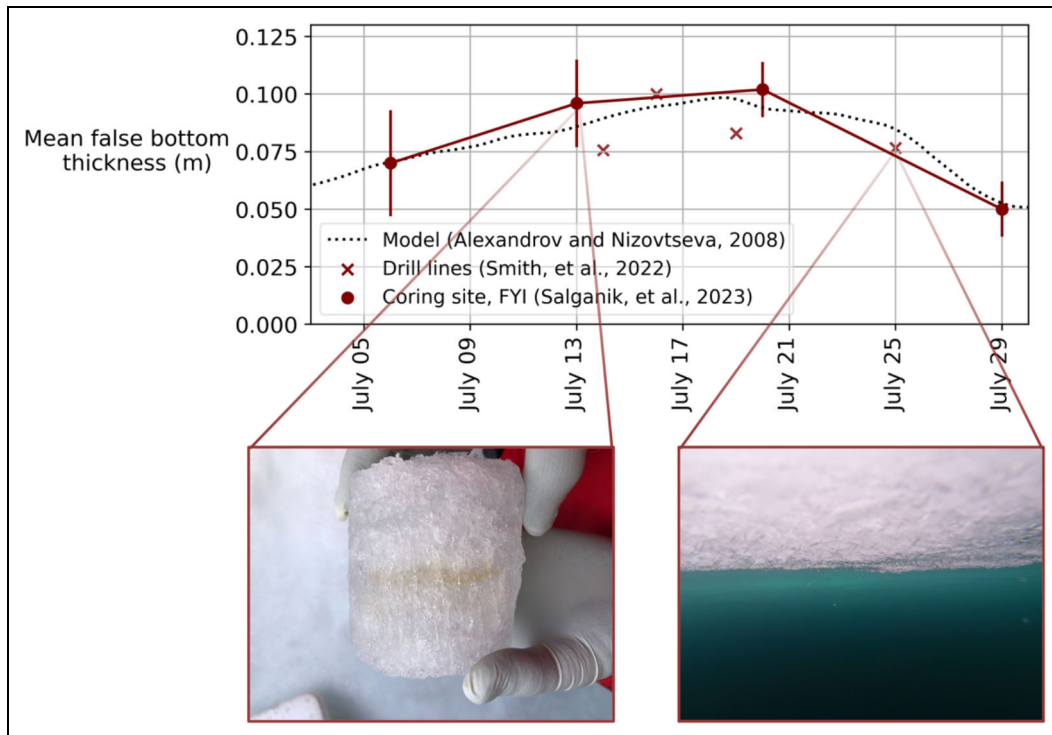 0.125
0.100
Mean false bottom
thickness (m)
0.075
0.050
0.025
0.000
Model (Alexandrov and Nizovtseva, 2008)
Drill lines (Smith, et al., 2022)
Coring site, FYI (Salganik, et al., 2023)
July 05
July 09
July 13
July 17
July 21
July 25
July 29